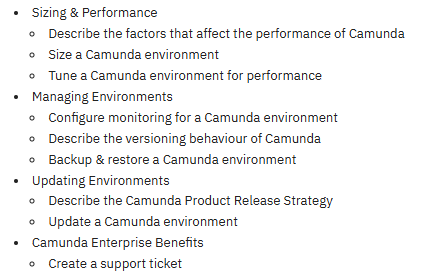 Sizing & Performance
Describe the factors that affect the performance of Camunda
Size a Camunda environment
Tune a Camunda environment for performance
Managing Environments
Configure monitoring for a Camunda environment
Describe the versioning behaviour of Camunda
Backup & restore a Camunda environment
Updating Environments
Describe the Camunda Product Release Strategy
Update a Camunda environment
Camunda Enterprise Benefits
Create a support ticket